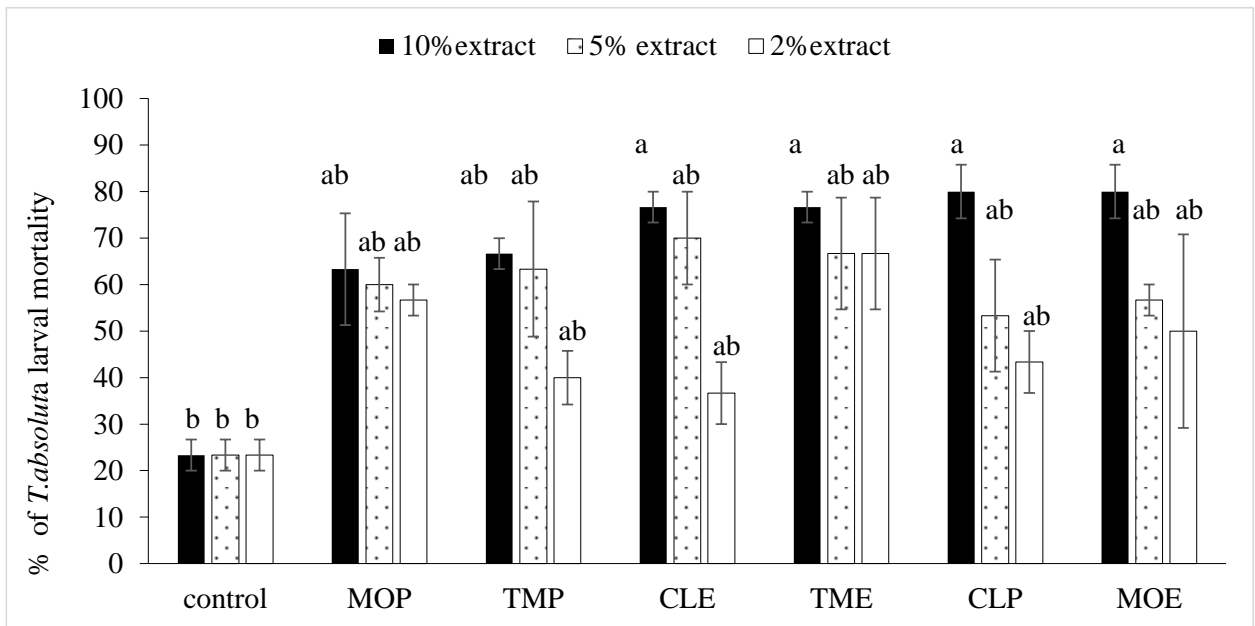 10%extract 5% extract 2%extract
% of T.absoluta larval mortality
100
90
80
70
60
50
40
30
20
10
0
b b b
ab ab ab
ab ab ab
a ab ab
a ab ab
a ab ab
a ab ab
control MOP TMP CLE TME CLP MOE